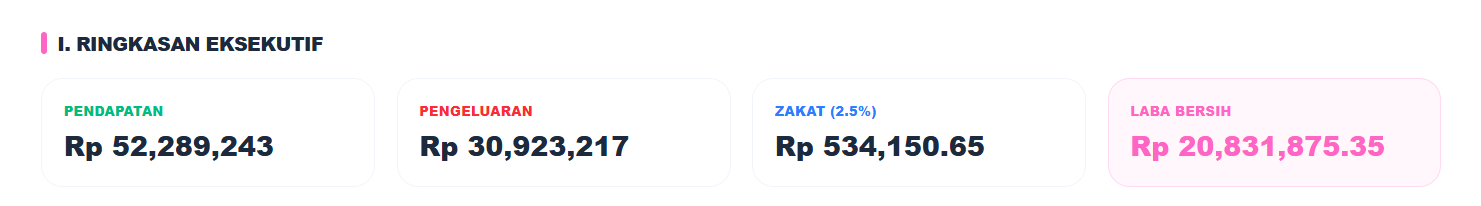 I. RINGKASAN EKSEKUTIF
PENDAPATAN
Rp 52,289,243
PENGELUARAN
Rp 30,923,217
ZAKAT (2.5%)
Rp 534,150.65
LABA BERSIH
Rp 20,831,875.35